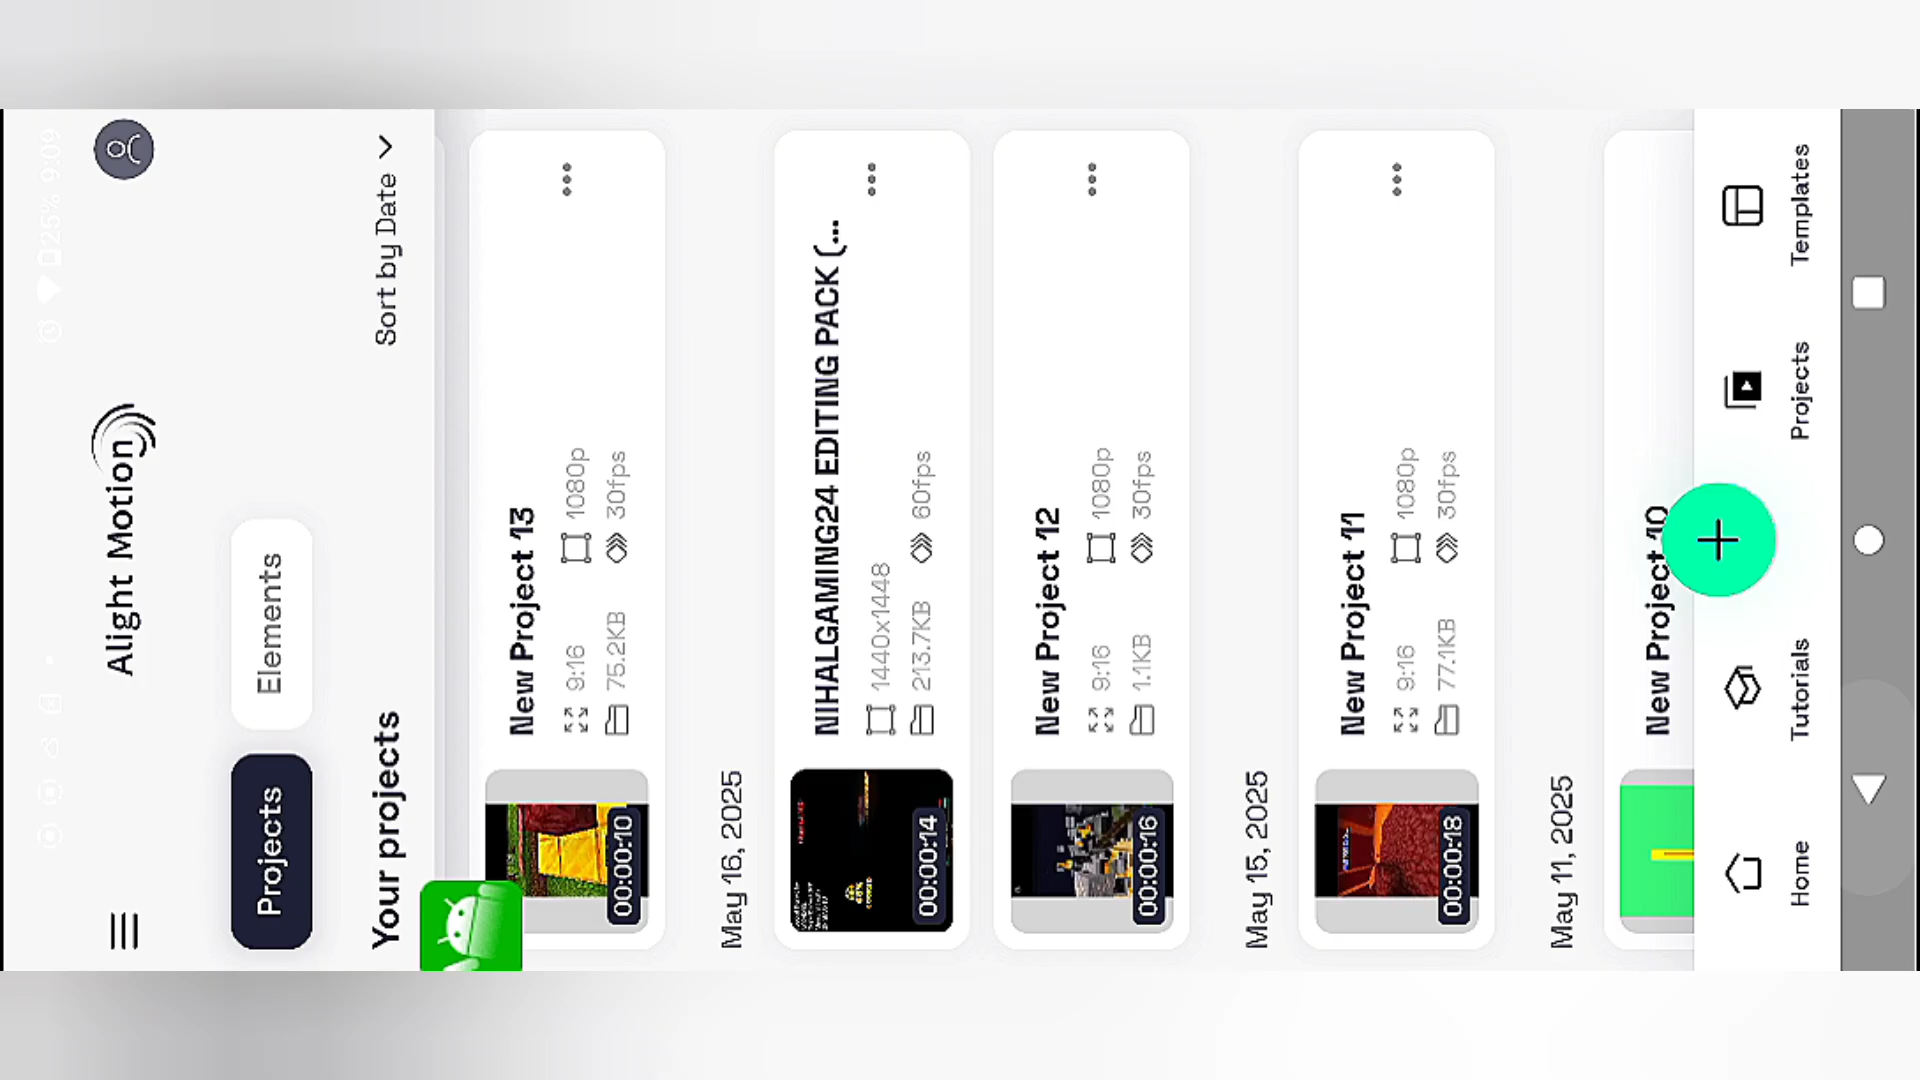 25% 9:09
Alight Motion
Projects
Elements
Your projects
Sort by Date
New Project 13
9:16
1080p
75.2KB
30fps
00:00:10
May 16, 2025
NIHALGAMING24 EDITING PACK (...
1440x1448
213.7KB
60fps
00:00:14
New Project 12
9:16
1080p
1.1KB
30fps
00:00:16
May 15, 2025
New Project 11
9:16
1080p
77.1KB
30fps
00:00:18
May 11, 2025
New Project 10
Home
Tutorials
Projects
Templates